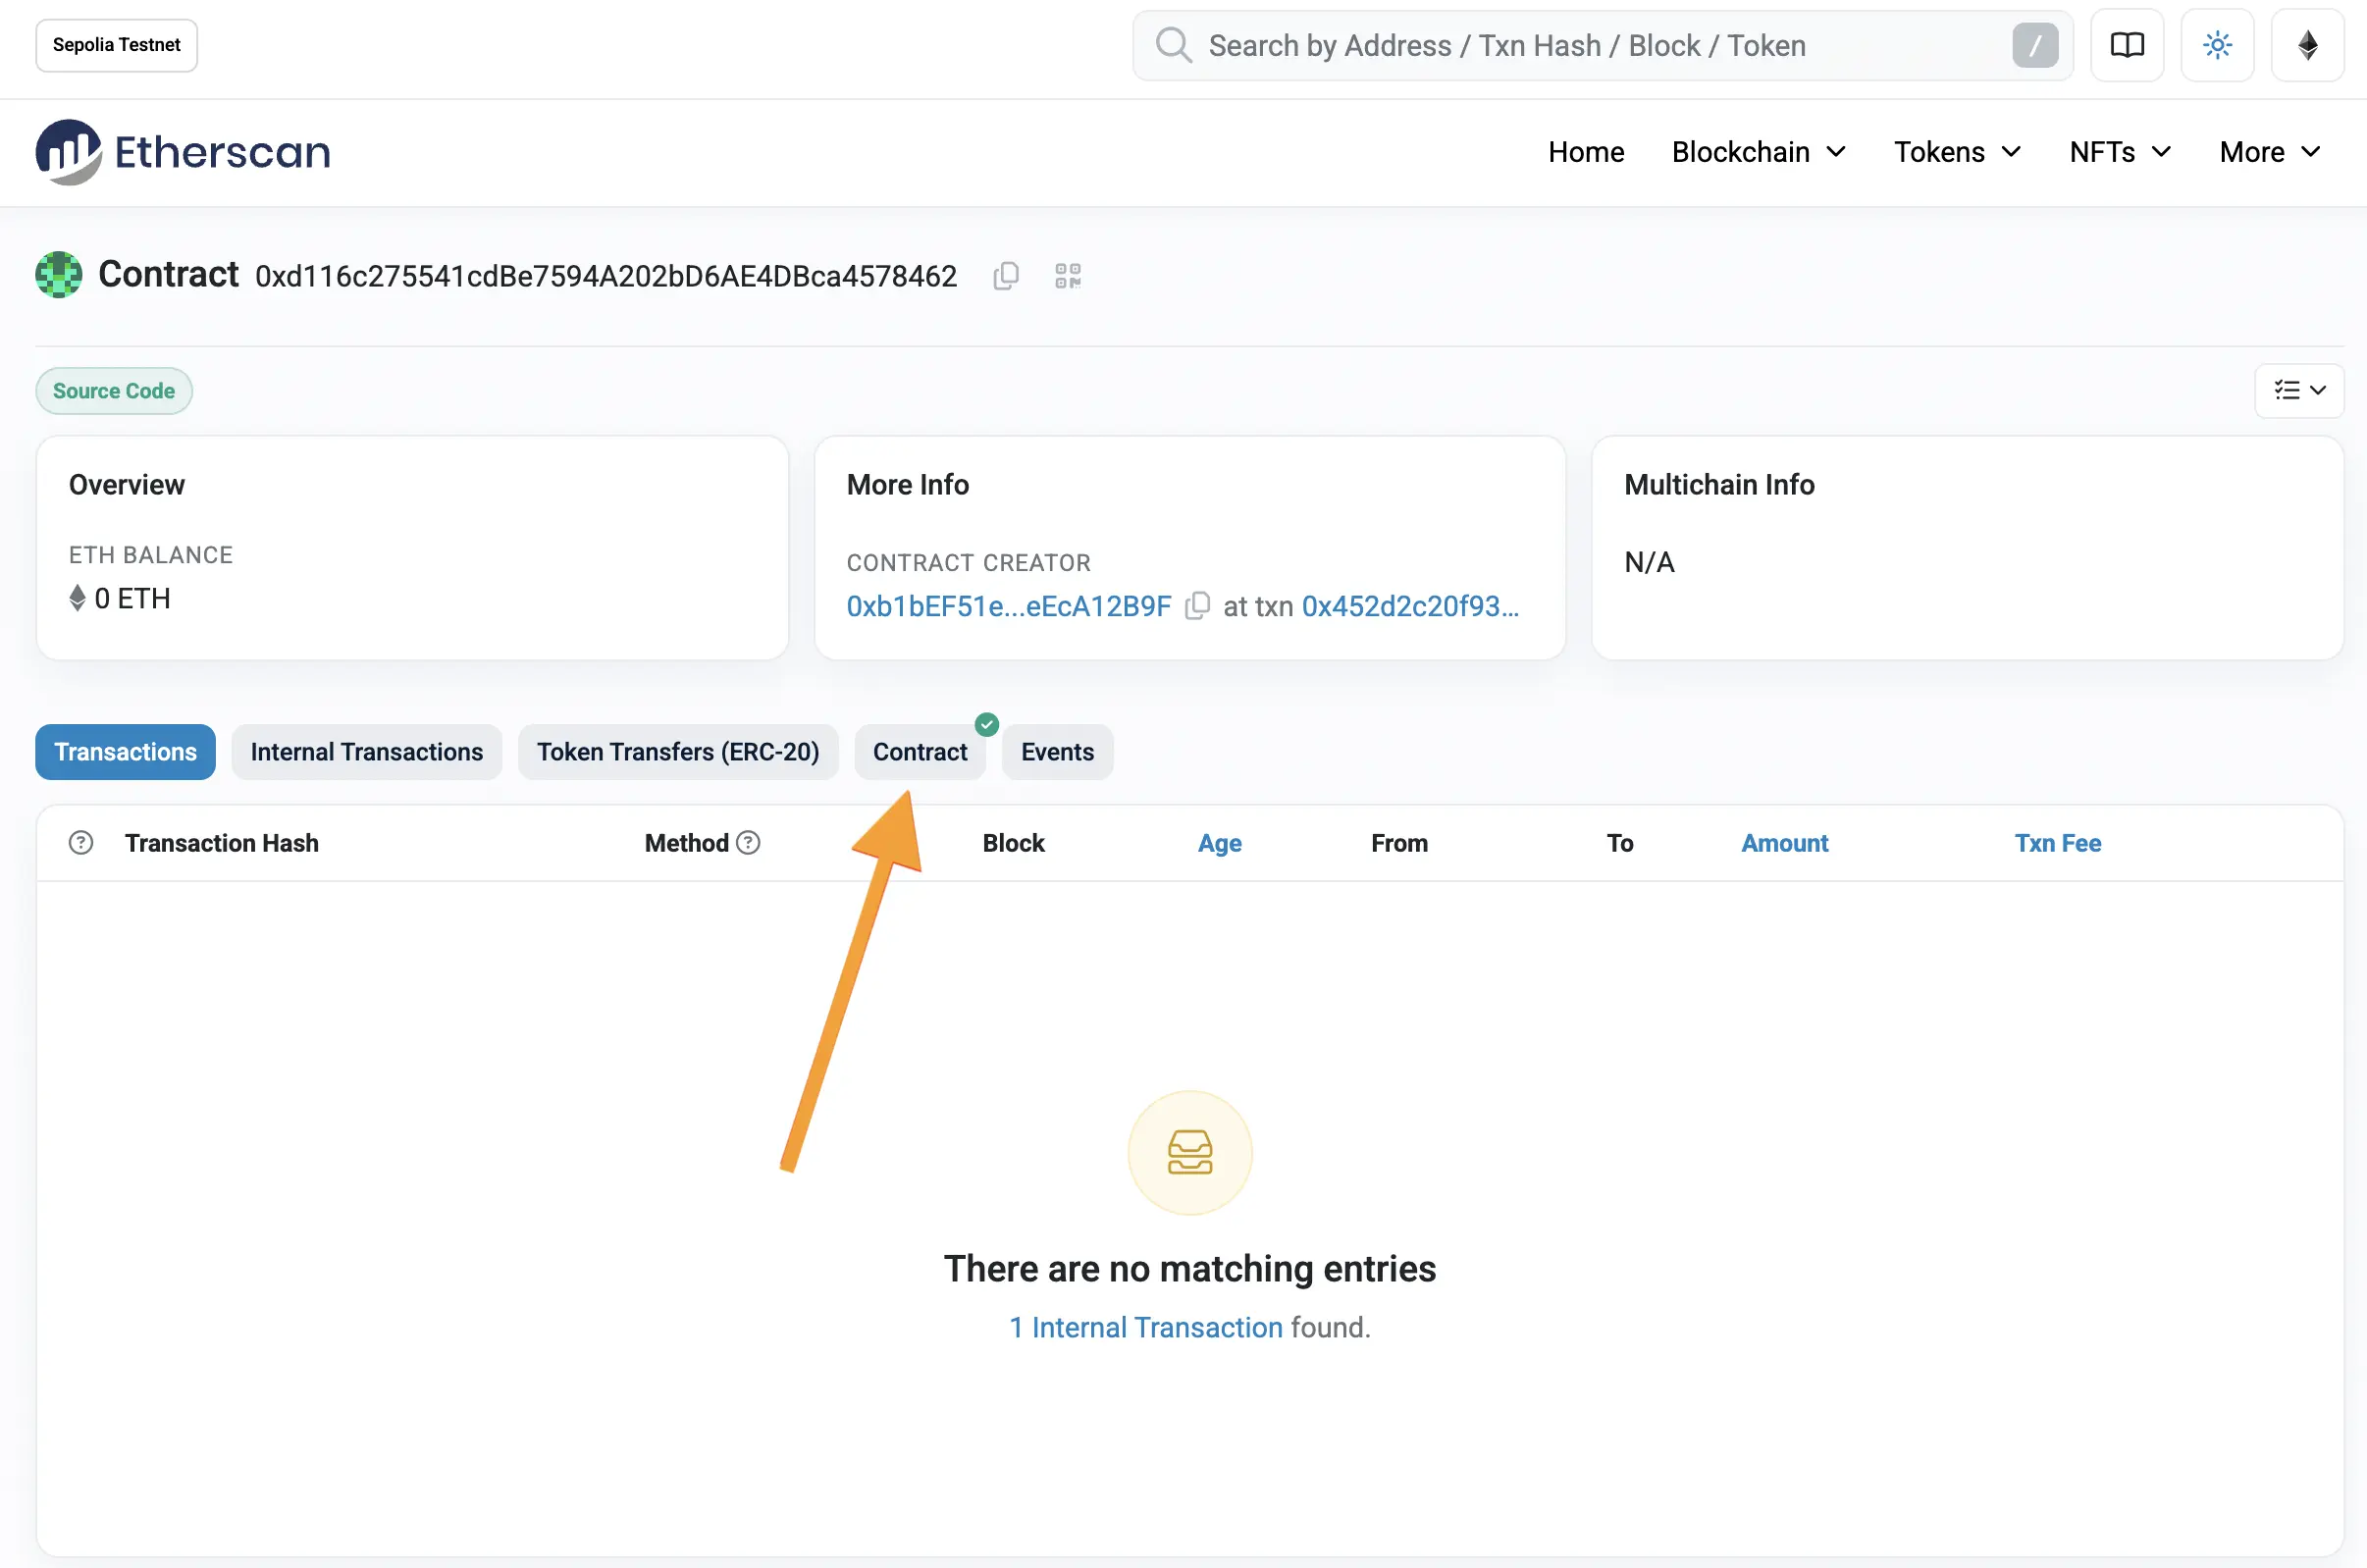 Sepolia Testnet
Search by Address / Txn Hash / Block / Token
/
Etherscan
Home
Blockchain
Tokens
NFTs
More
Contract 0xd116c275541cdBe7594A202bD6AE4DBca4578462
Source Code
Overview
ETH BALANCE
0 ETH
More Info
CONTRACT CREATOR
0xb1bEF51e...eEcA12B9F at txn 0x452d2c20f93...
Multichain Info
N/A
Transactions
Internal Transactions
Token Transfers (ERC-20)
Contract
Events
? Transaction Hash
Method ?
Block
Age
From
To
Amount
Txn Fee
There are no matching entries
1 Internal Transaction found.